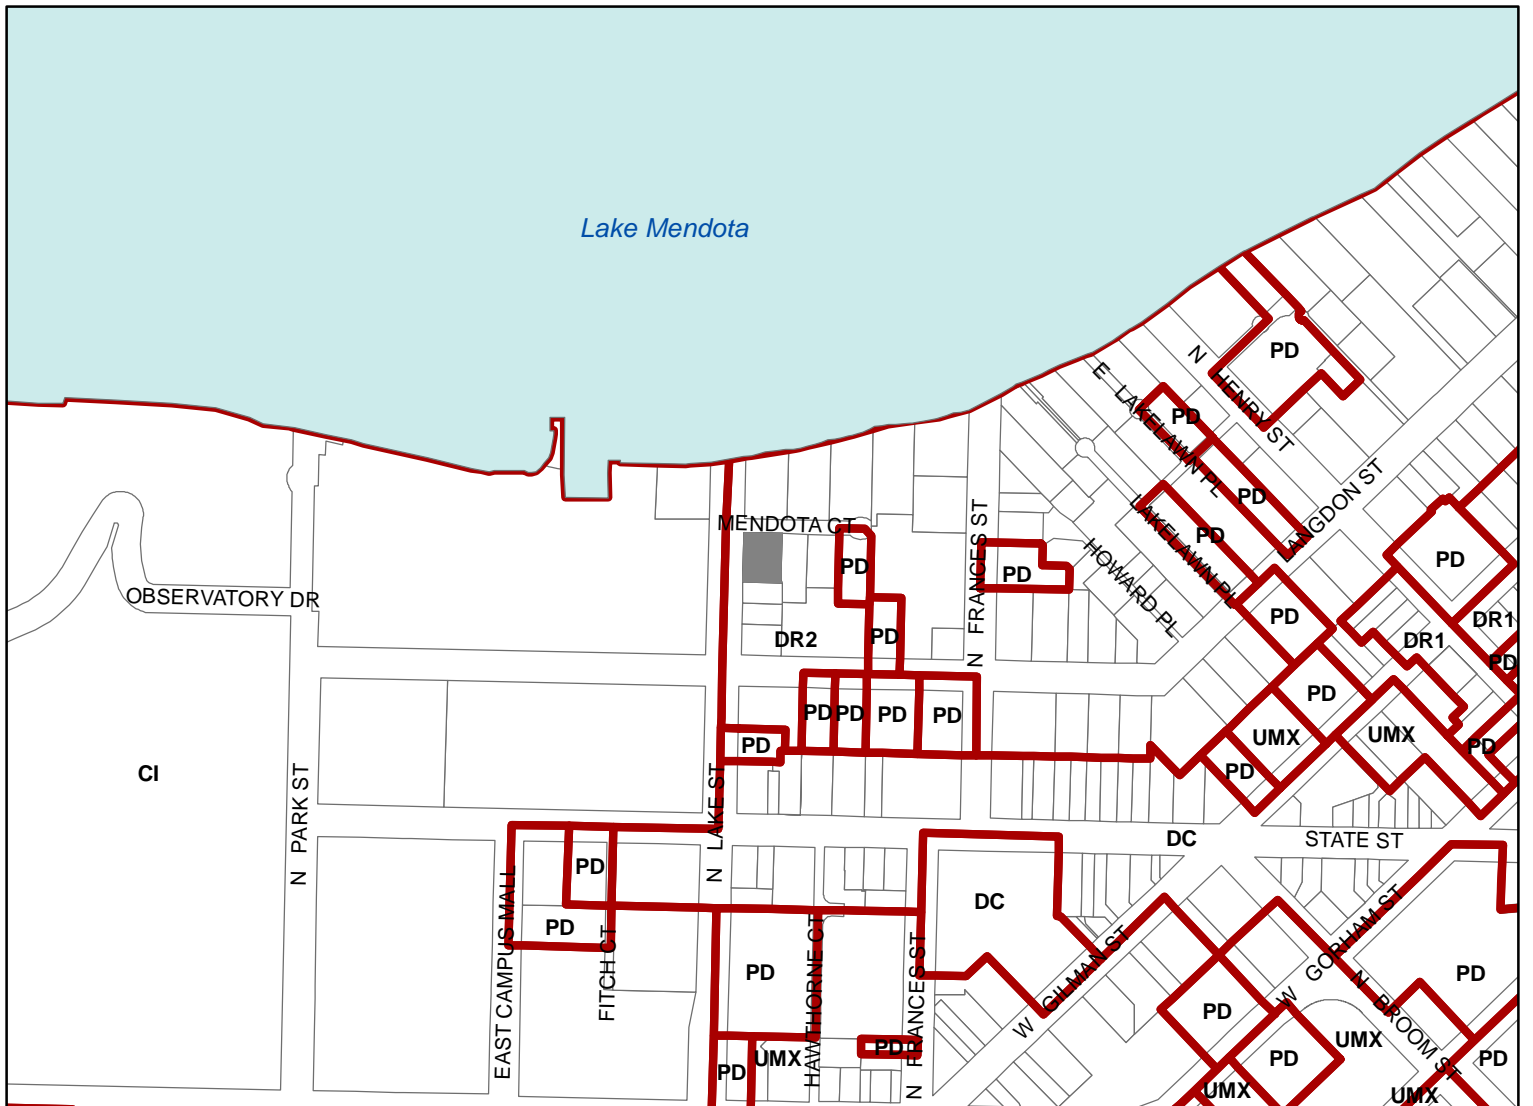 Lake Mendota
PD
N HENRY ST
E LAKELAWN PL
PD
PD
LANGDON ST
MENDOTA CT
LAKELAWN PL
PD
PD
PD
N FRANCES ST
PD
HOWARD PL
OBSERVATORY DR
PD
DR1
DR2
PD
DR1
PD
PD
PD
PD
PD
PD
PD
UMX
UMX
PD
PD
CI
PD
N PARK ST
N LAKE ST
DC
STATE ST
PD
DC
EAST CAMPUS MALL
PD
FITCH CT
HAWTHORNE CT
N FRANCES ST
W GILMAN ST
W GORHAM ST
N BROOM ST
PD
PD
PD
PD
UMX
UMX
PD
PD
PD
UMX
UMX